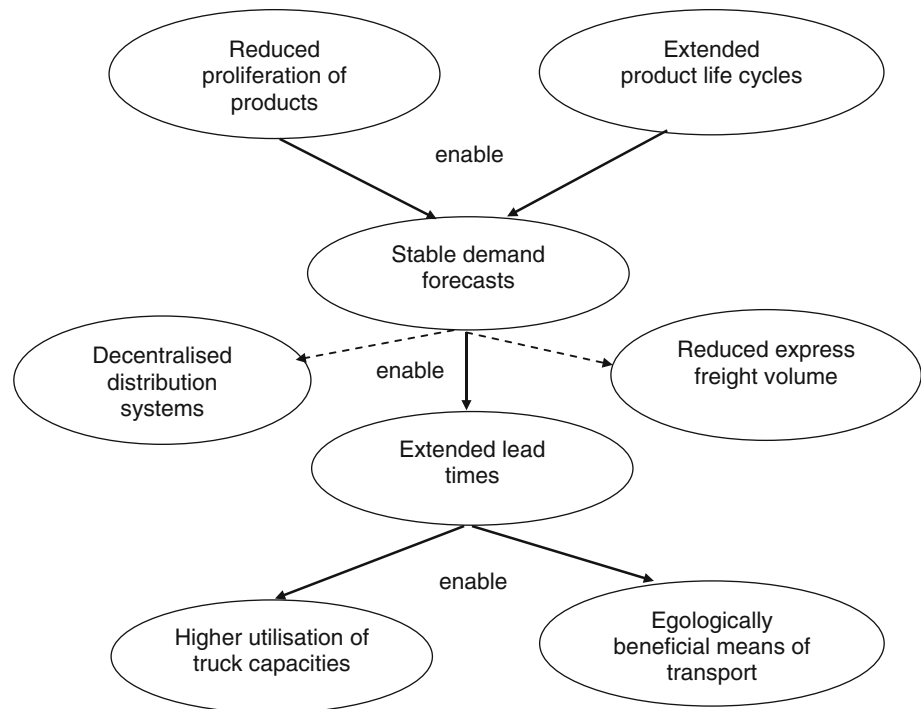 Reduced
proliferation of
products
Extended
product life cycles
enable
Stable demand
forecasts
Decentralised
distribution
systems
enable
Reduced express
freight volume
Extended lead
times
enable
Higher utilisation of
truck capacities
Egologically
beneficial means of
transport